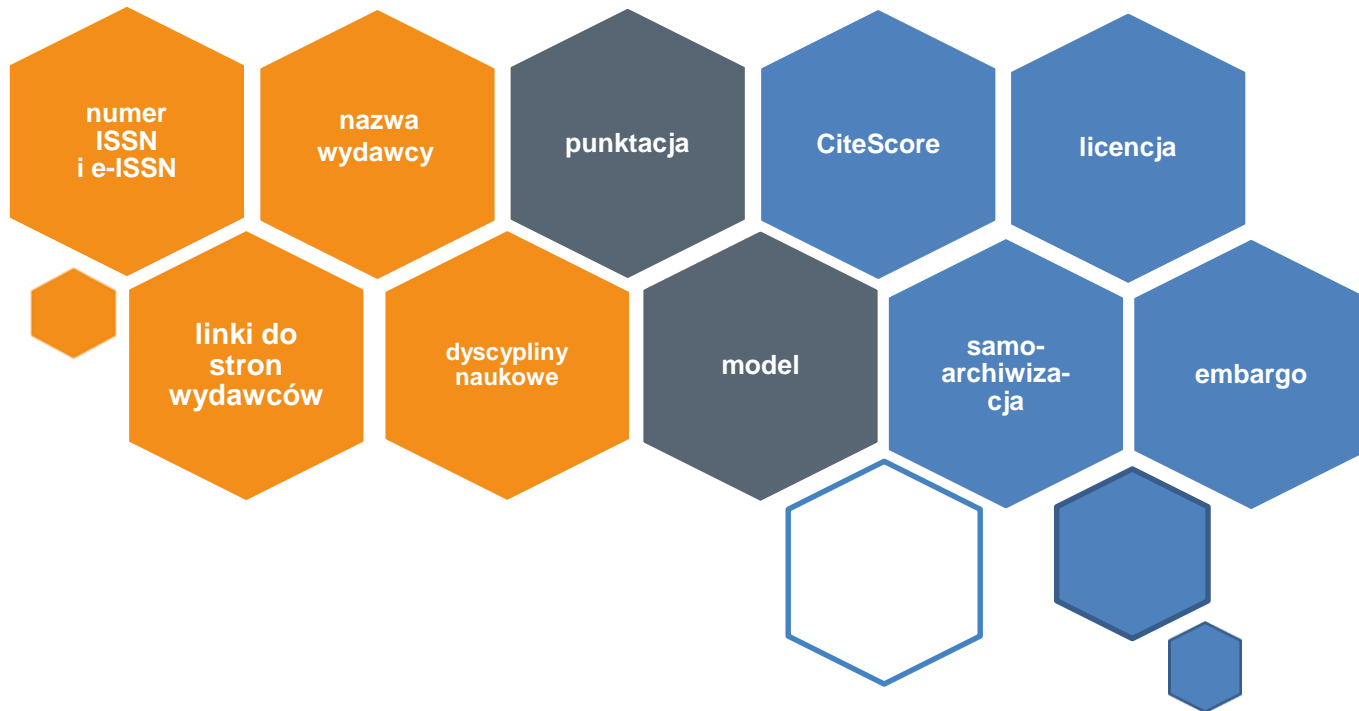 numer
ISSN
i e-ISSN
nazwa
wydawcy
punktacja
CiteScore
licencja
linki do
stron
wydawców
dyscypliny
naukowe
model
samo-
archiwiza-
cja
embargo